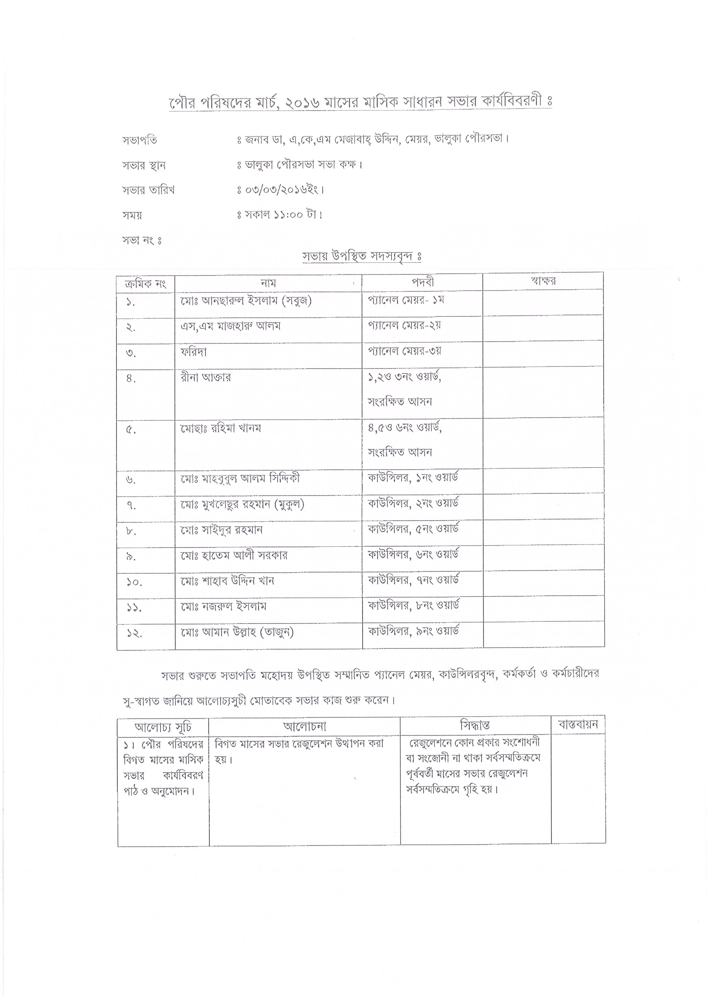 পৌর পরিষদের মার্চ, ২০১৬ মাসের মাসিক সাধারন সভার কার্যবিবরণী ঃ
সভাপতি ঃ জনাব ডা, এ,কে,এম মেজাবাহ্ উদ্দিন, মেয়র, ভালুকা পৌরসভা।
সভার স্থান ঃ ভালুকা পৌরসভা সভা কক্ষ।
সভার তারিখ ঃ ০৩/০৩/২০১৬ইং।
সময় ঃ সকাল ১১:০০ টা।
সভা নং ঃ
সভায় উপস্থিত সদস্যবৃন্দ ঃ
ক্রমিক নং নাম পদবী স্বাক্ষর
১. মোঃ আনছারুল ইসলাম (সবুজ) প্যানেল মেয়র- ১ম
২. এস,এম মাজহারু আলম প্যানেল মেয়র-২য়
৩. ফরিদা প্যানেল মেয়র-৩য়
৪. রীনা আক্তার ১,২ও ৩নং ওয়ার্ড,
সংরক্ষিত আসন
৫. মোছাঃ রহিমা খানম ৪,৫ও ৬নং ওয়ার্ড,
সংরক্ষিত আসন
৬. মোঃ মাহবুবুল আলম সিদ্দিকী কাউন্সিলর, ১নং ওয়ার্ড
৭. মোঃ মুখলেছুর রহমান (মুকুল) কাউন্সিলর, ২নং ওয়ার্ড
৮. মোঃ সাইদুর রহমান কাউন্সিলর, ৫নং ওয়ার্ড
৯. মোঃ হাতেম আলী সরকার কাউন্সিলর, ৬নং ওয়ার্ড
১০. মোঃ শাহাব উদ্দিন খান কাউন্সিলর, ৭নং ওয়ার্ড
১১. মোঃ নজরুল ইসলাম কাউন্সিলর, ৮নং ওয়ার্ড
১২. মোঃ আমান উল্লাহ (তাজুন) কাউন্সিলর, ৯নং ওয়ার্ড
সভার শুরুতে সভাপতি মহোদয় উপস্থিত সম্মানিত প্যানেল মেয়র, কাউন্সিলরবৃন্দ, কর্মকর্তা ও কর্মচারীদের
সু-স্বাগত জানিয়ে আলোচ্যসুচী মোতাবেক সভার কাজ শুরু করেন।
আলোচ্য সূচি আলোচনা সিদ্ধান্ত বাস্তবায়ন
১। পৌর পরিষদের বিগত মাসের সভার রেজুলেশন উত্থাপন করা রেজুলেশনে কোন প্রকার সংশোধনী
বিগত মাসের মাসিক হয়। বা সংজোনী না থাকা সর্বসম্মতিক্রমে
সভার কার্যবিবরণ পূর্ববর্তী মাসের সভার রেজুলেশন
পাঠ ও অনুমোদন। সর্বসম্মতিক্রমে গৃহি হয়।